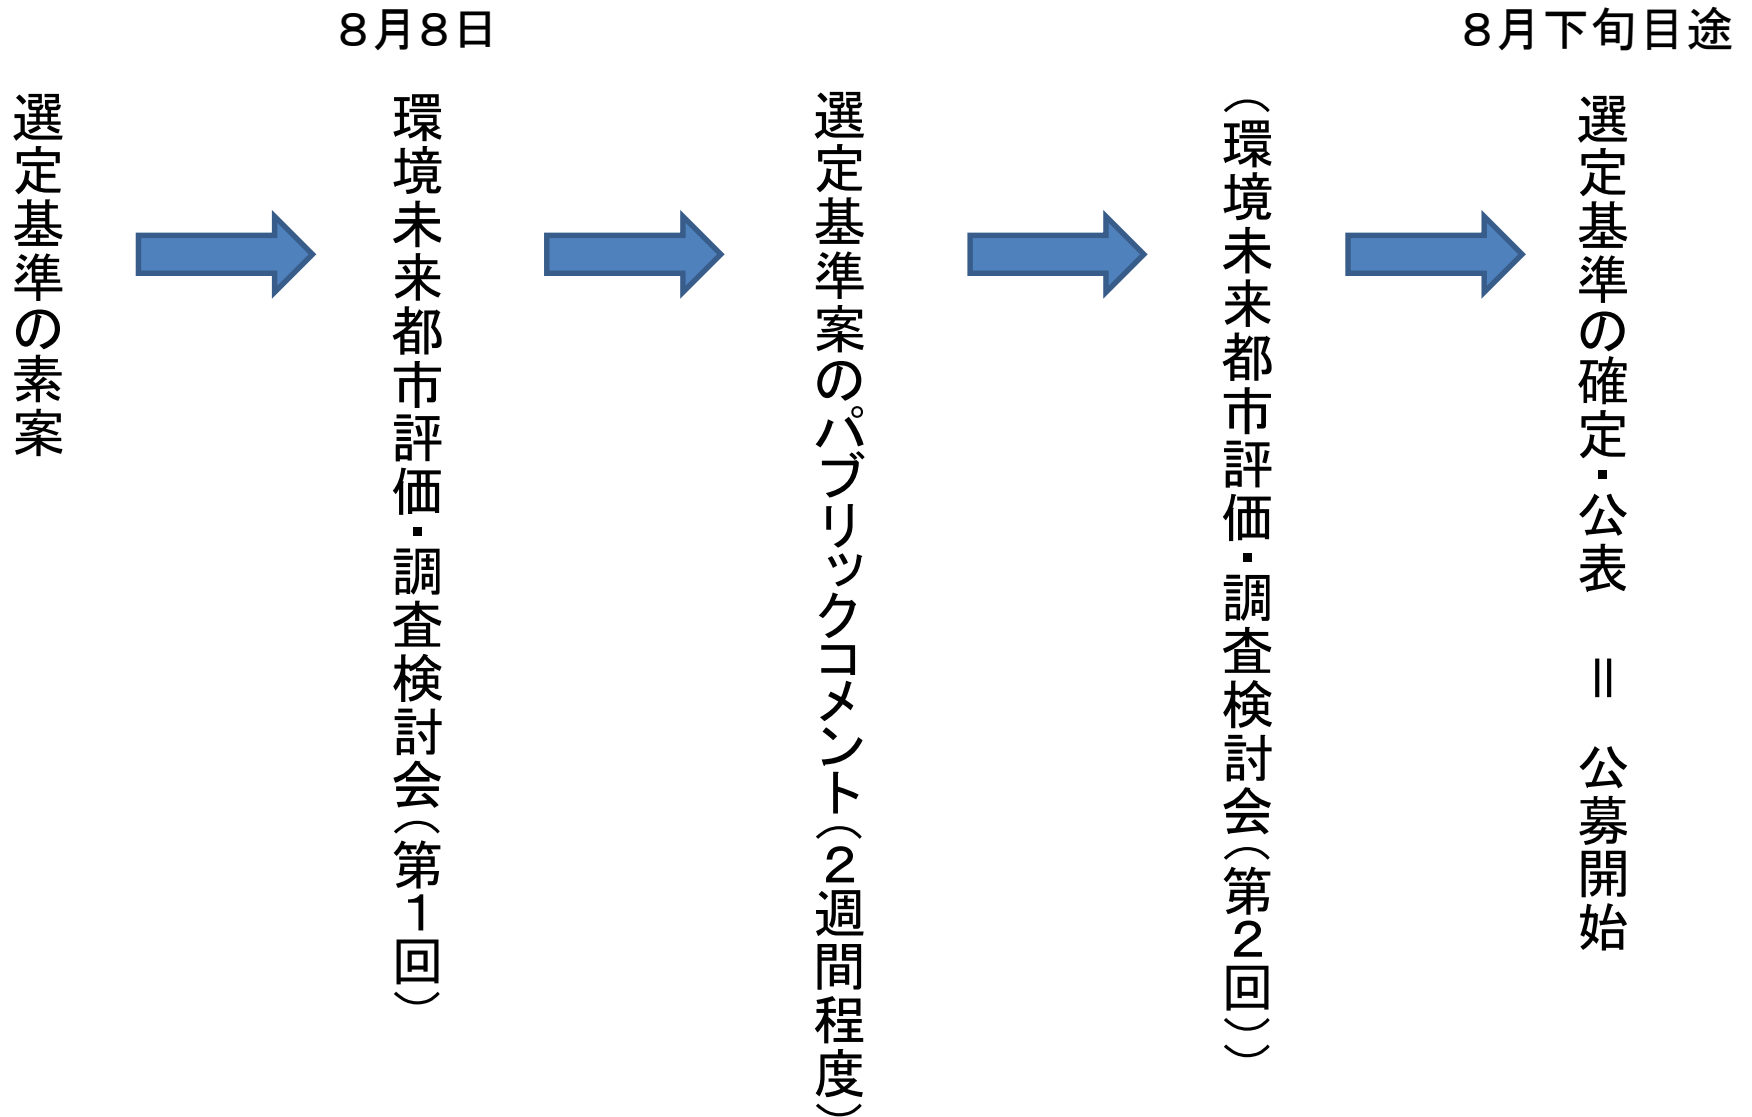 ８月８日
８月下旬目途
選定基準の素案
環境未来都市評価・調査検討会（第１回）
選定基準案のパブリックコメント（２週間程度）
（環境未来都市評価・調査検討会（第２回））
選定基準の確定・公表　＝　公募開始